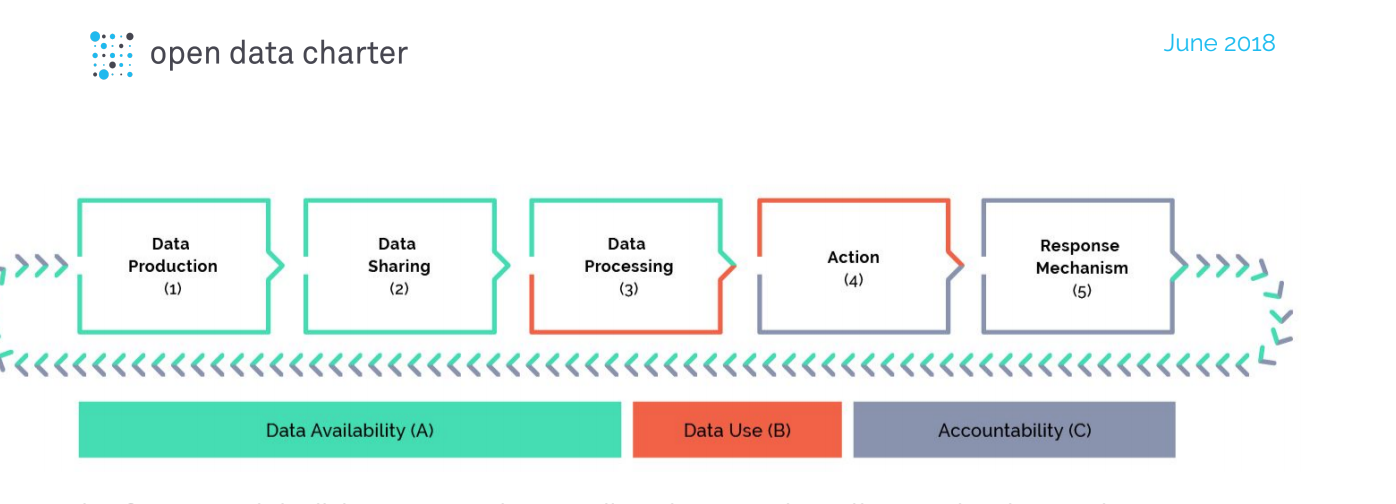 open data charter
June 2018
Data
Production
(1)
Data
Sharing
(2)
Data
Processing
(3)
Action
(4)
Response
Mechanism
(5)
Data Availability (A)
Data Use (B)
Accountability (C)